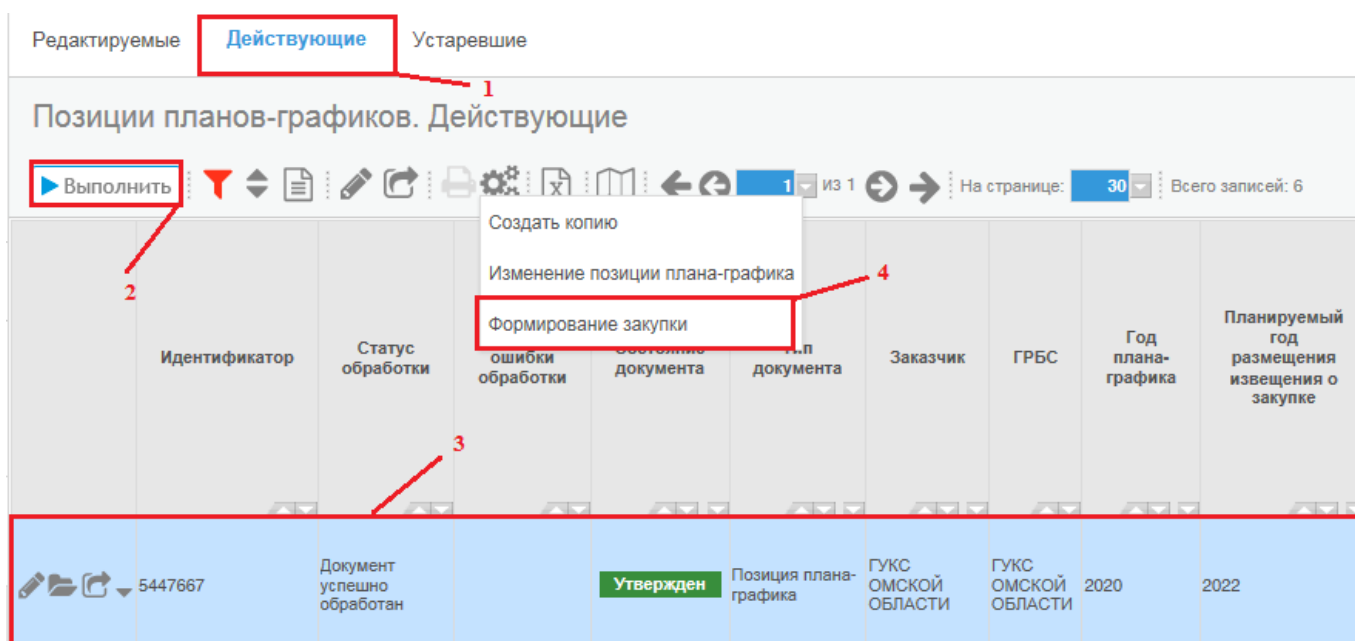 Редактируемые Действующие Устаревшие
1
Позиции планов-графиков. Действующие
Выполнить 1 из 1 На странице: 30 Всего записей: 6
Создать копию
Изменение позиции плана-графика
4
Формирование закупки
2
Идентификатор
Статус
обработки
ошибки
обработки
документа
документа
Заказчик
ГРБС
Год
плана-
графика
Планируемый
год
размещения
извещения о
закупке
3
5447667
Документ
успешно
обработан
Утвержден
Позиция плана-
графика
ГУКС
ОМСКОЙ
ОБЛАСТИ
ГУКС
ОМСКОЙ
ОБЛАСТИ
2020
2022